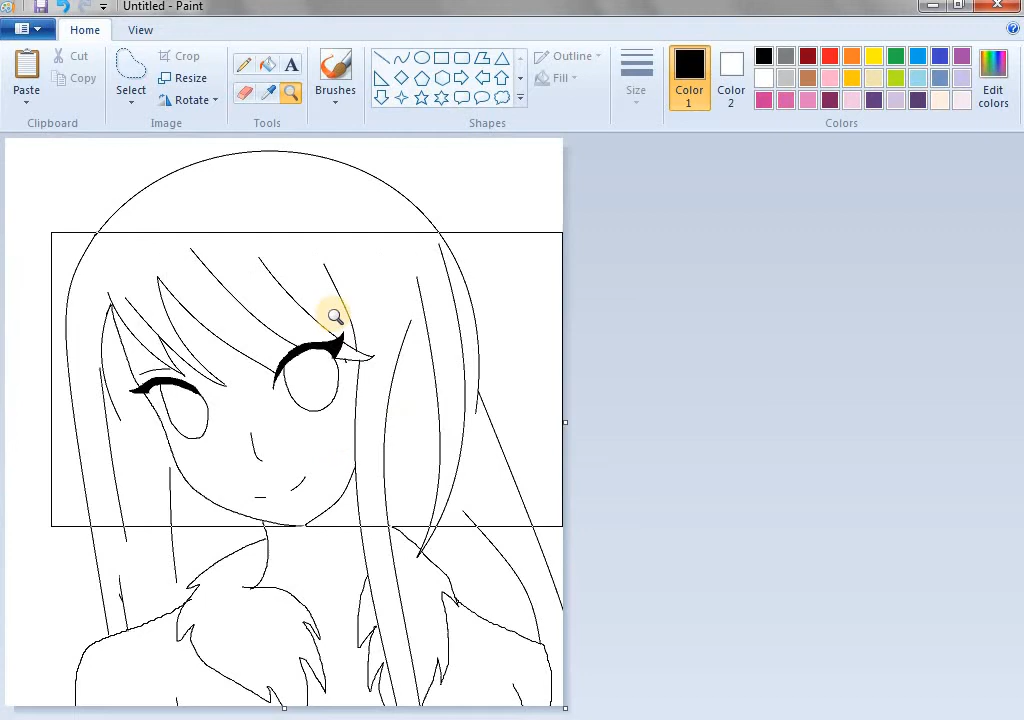 Untitled - Paint
Home View
Paste
Cut
Copy
Clipboard
Select
Crop
Resize
Rotate
Image
A
Tools
Brushes
Shapes
Outline
Fill
Size
Color 1
Color 2
Edit colors
Colors